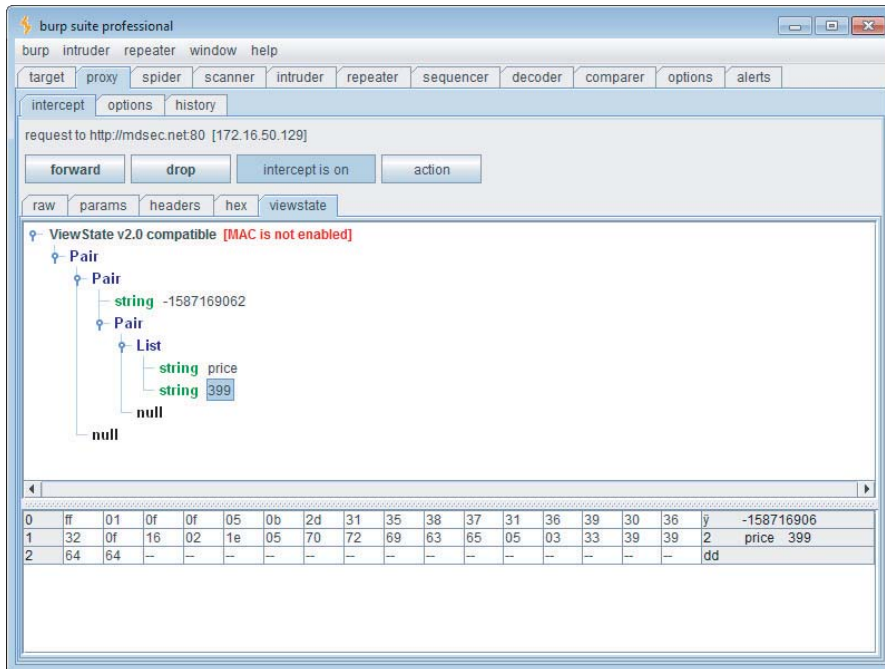 burp suite professional
burp intruder repeater window help
target proxy spider scanner intruder repeater sequencer decoder comparer options alerts
intercept options history
request to http://mdsec.net:80 [172.16.50.129]
forward drop intercept is on action
raw params headers hex viewstate
ViewState v2.0 compatible [MAC is not enabled]
Pair
Pair
string -1587169062
Pair
List
string price
string 399
null
null
0 ff 01 0f 0f 05 0b 2d 31 35 38 37 31 36 39 30 36 ÿ -158716906
1 32 0f 16 02 1e 05 70 72 69 63 65 05 03 33 39 39 2 price 399
2 64 64 -- -- -- -- -- -- -- -- -- -- -- -- -- -- dd